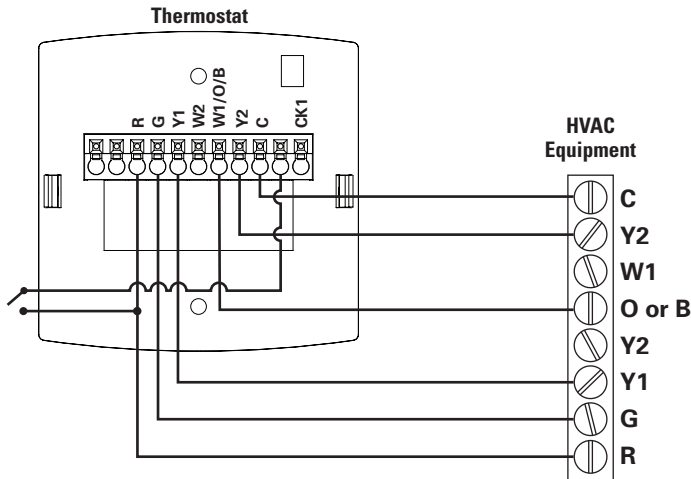 Thermostat
R
G
Y1
W2
W1/O/B
Y2
C
CK1
HVAC
Equipment
C
Y2
W1
O or B
Y2
Y1
G
R